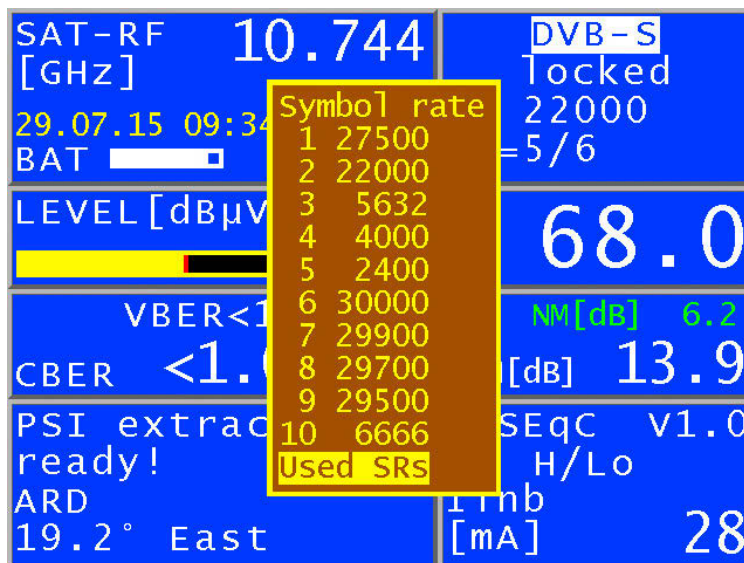 SAT-RF 10.744
[GHz]
29.07.15 09:34
BAT
DVB-S
locked
22000
=5/6
Symbol rate
1 27500
2 22000
3 5632
4 4000
5 2400
6 30000
7 29900
8 29700
9 29500
10 6666
Used SRs
LEVEL[dBµV
68.0
VBER<1
CBER <1.
NM[dB] 6.2
[dB] 13.9
PSI extrac
ready!
ARD
19.2° East
SEqC V1.0
H/Lo
[mA] 28